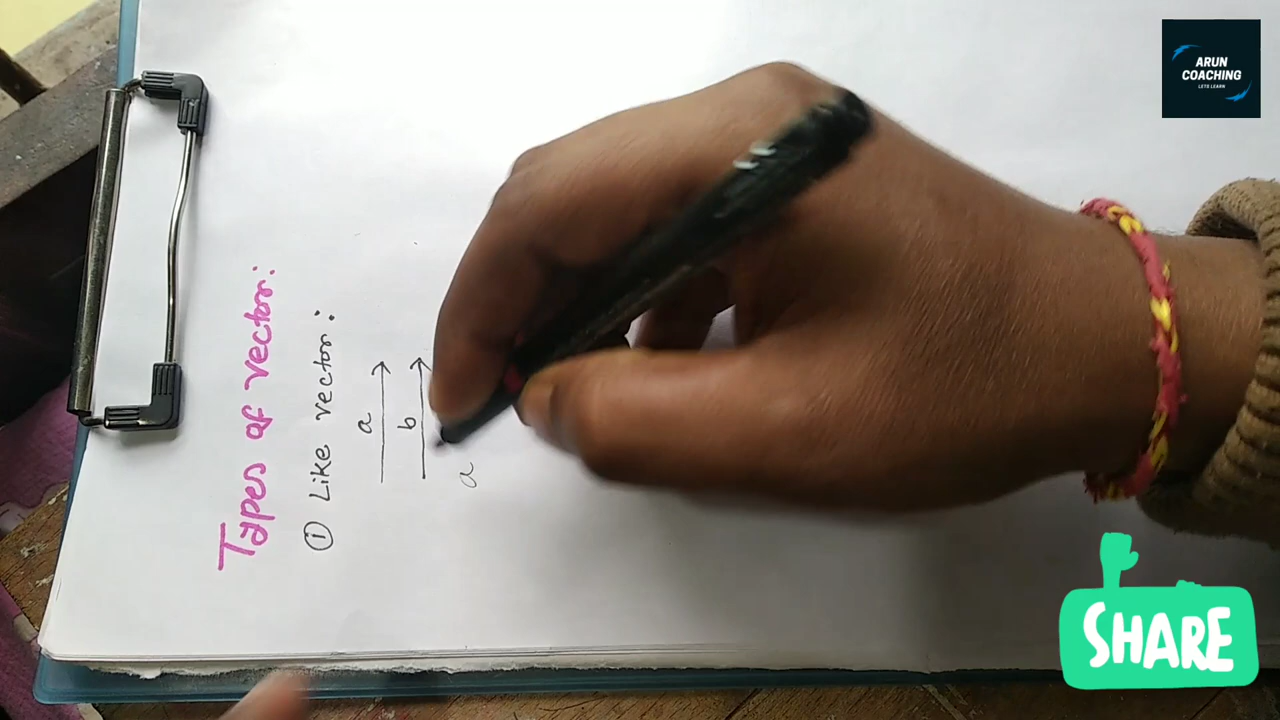 Types of vector:
① Like vector:
a
b
a
ARUN
COACHING
LETS LEARN
SHARE